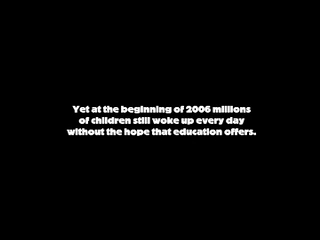 Yet at the beginning of 2006 millions
of children still woke up every day
without the hope that education offers.